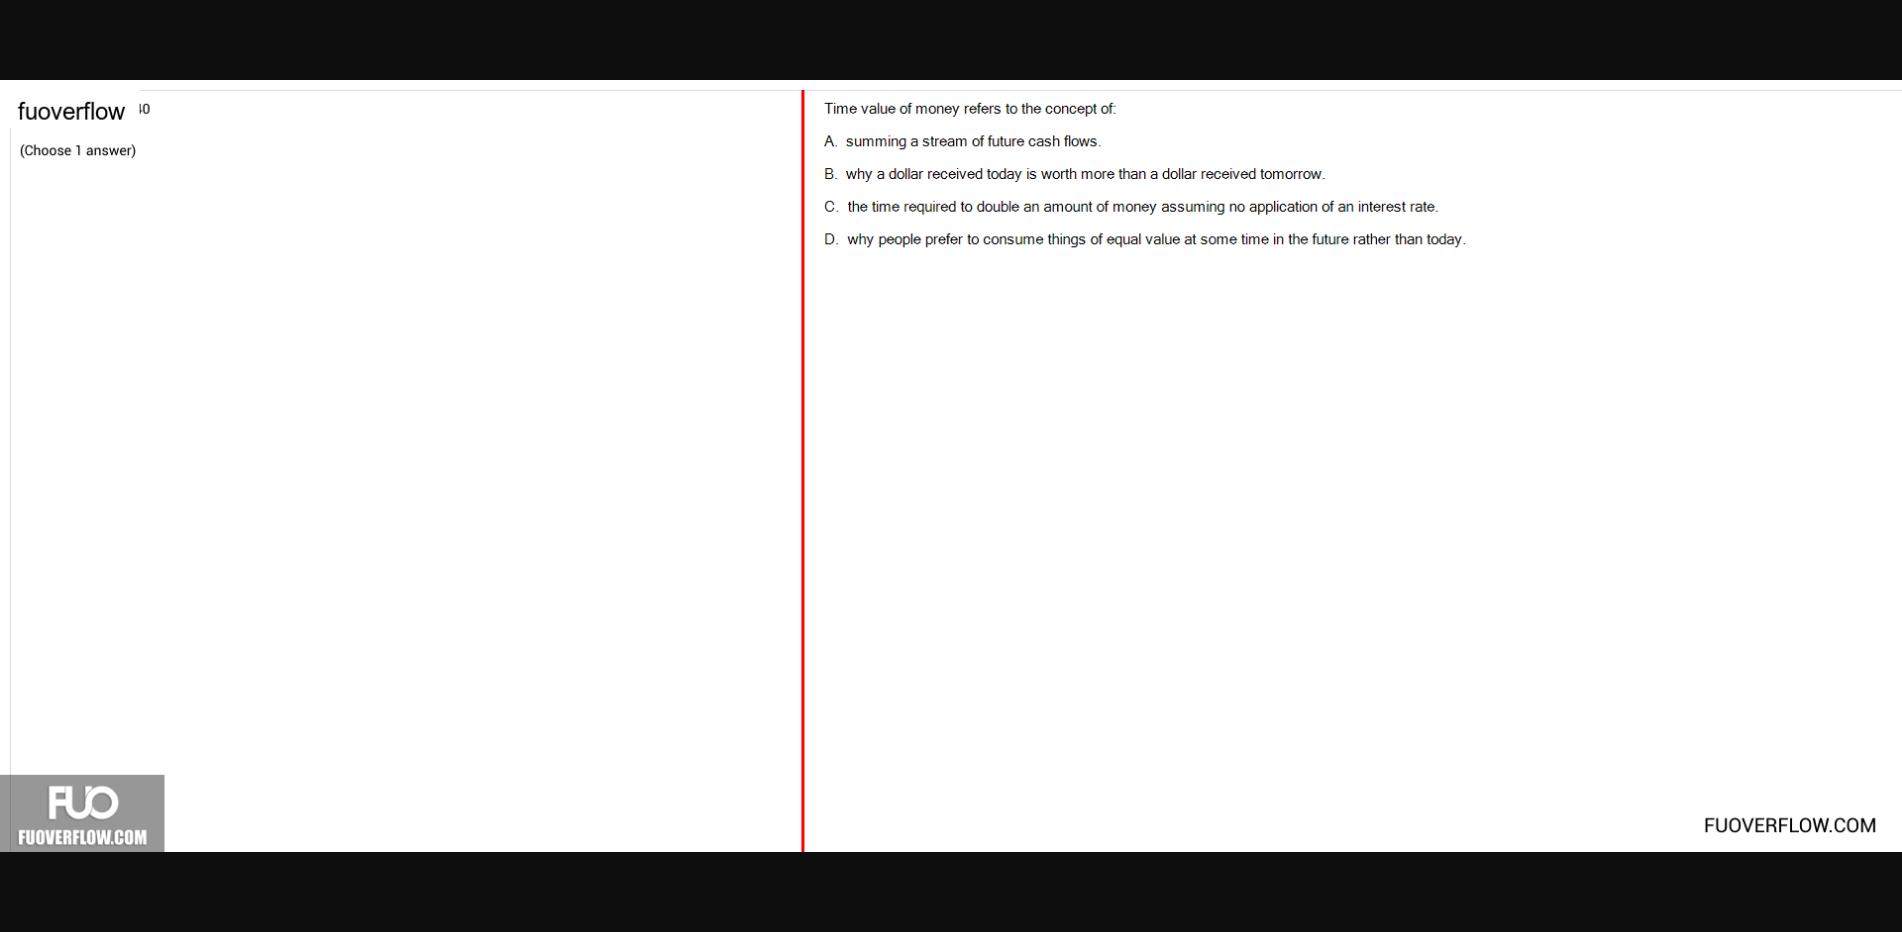 fuoverflow
(Choose 1 answer)
Time value of money refers to the concept of:
A. summing a stream of future cash flows.
B. why a dollar received today is worth more than a dollar received tomorrow.
C. the time required to double an amount of money assuming no application of an interest rate.
D. why people prefer to consume things of equal value at some time in the future rather than today.
FUO
FUOVERFLOW.COM
FUOVERFLOW.COM